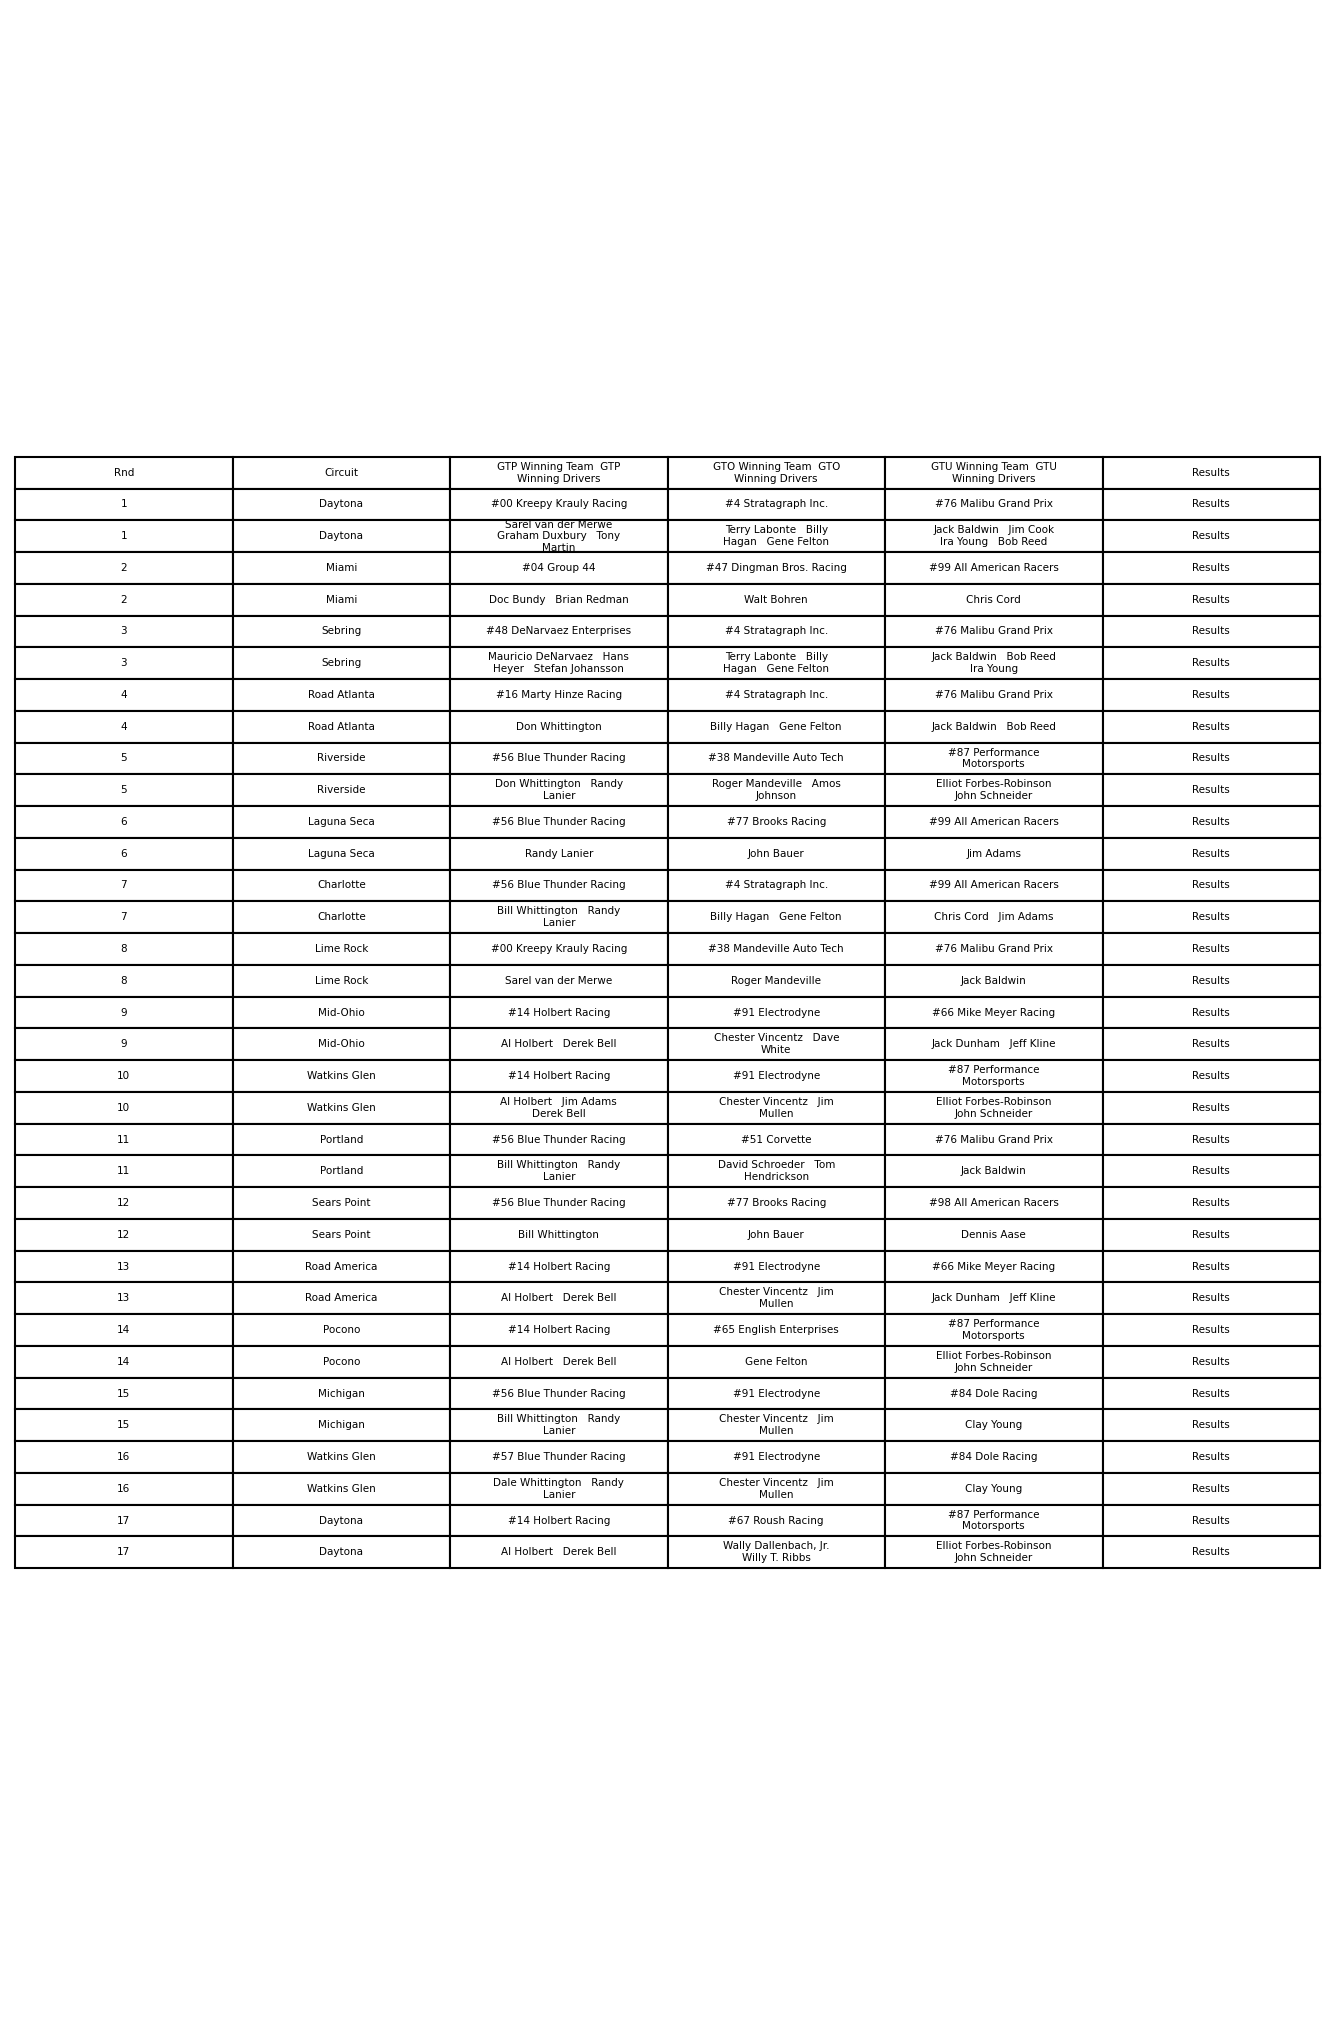 Rnd Circuit GTP Winning Team  GTP Winning Drivers GTO Winning Team  GTO Winning Drivers GTU Winning Team  GTU Winning Drivers Results
1 Daytona #00 Kreepy Krauly Racing #4 Stratagraph Inc. #76 Malibu Grand Prix Results
1 Daytona Sarel van der Merwe Graham Duxbury   Tony Martin Terry Labonte   Billy Hagan   Gene Felton Jack Baldwin   Jim Cook Ira Young   Bob Reed Results
2 Miami #04 Group 44 #47 Dingman Bros. Racing #99 All American Racers Results
2 Miami Doc Bundy   Brian Redman Walt Bohren Chris Cord Results
3 Sebring #48 DeNarvaez Enterprises #4 Stratagraph Inc. #76 Malibu Grand Prix Results
3 Sebring Mauricio DeNarvaez   Hans Heyer   Stefan Johansson Terry Labonte   Billy Hagan   Gene Felton Jack Baldwin   Bob Reed Ira Young Results
4 Road Atlanta #16 Marty Hinze Racing #4 Stratagraph Inc. #76 Malibu Grand Prix Results
4 Road Atlanta Don Whittington Billy Hagan   Gene Felton Jack Baldwin   Bob Reed Results
5 Riverside #56 Blue Thunder Racing #38 Mandeville Auto Tech #87 Performance Motorsports Results
5 Riverside Don Whittington   Randy Lanier Roger Mandeville   Amos Johnson Elliot Forbes-Robinson John Schneider Results
6 Laguna Seca #56 Blue Thunder Racing #77 Brooks Racing #99 All American Racers Results
6 Laguna Seca Randy Lanier John Bauer Jim Adams Results
7 Charlotte #56 Blue Thunder Racing #4 Stratagraph Inc. #99 All American Racers Results
7 Charlotte Bill Whittington   Randy Lanier Billy Hagan   Gene Felton Chris Cord   Jim Adams Results
8 Lime Rock #00 Kreepy Krauly Racing #38 Mandeville Auto Tech #76 Malibu Grand Prix Results
8 Lime Rock Sarel van der Merwe Roger Mandeville Jack Baldwin Results
9 Mid-Ohio #14 Holbert Racing #91 Electrodyne #66 Mike Meyer Racing Results
9 Mid-Ohio Al Holbert   Derek Bell Chester Vincentz   Dave White Jack Dunham   Jeff Kline Results
10 Watkins Glen #14 Holbert Racing #91 Electrodyne #87 Performance Motorsports Results
10 Watkins Glen Al Holbert   Jim Adams Derek Bell Chester Vincentz   Jim Mullen Elliot Forbes-Robinson John Schneider Results
11 Portland #56 Blue Thunder Racing #51 Corvette #76 Malibu Grand Prix Results
11 Portland Bill Whittington   Randy Lanier David Schroeder   Tom Hendrickson Jack Baldwin Results
12 Sears Point #56 Blue Thunder Racing #77 Brooks Racing #98 All American Racers Results
12 Sears Point Bill Whittington John Bauer Dennis Aase Results
13 Road America #14 Holbert Racing #91 Electrodyne #66 Mike Meyer Racing Results
13 Road America Al Holbert   Derek Bell Chester Vincentz   Jim Mullen Jack Dunham   Jeff Kline Results
14 Pocono #14 Holbert Racing #65 English Enterprises #87 Performance Motorsports Results
14 Pocono Al Holbert   Derek Bell Gene Felton Elliot Forbes-Robinson John Schneider Results
15 Michigan #56 Blue Thunder Racing #91 Electrodyne #84 Dole Racing Results
15 Michigan Bill Whittington   Randy Lanier Chester Vincentz   Jim Mullen Clay Young Results
16 Watkins Glen #57 Blue Thunder Racing #91 Electrodyne #84 Dole Racing Results
16 Watkins Glen Dale Whittington   Randy Lanier Chester Vincentz   Jim Mullen Clay Young Results
17 Daytona #14 Holbert Racing #67 Roush Racing #87 Performance Motorsports Results
17 Daytona Al Holbert   Derek Bell Wally Dallenbach, Jr. Willy T. Ribbs Elliot Forbes-Robinson John Schneider Results